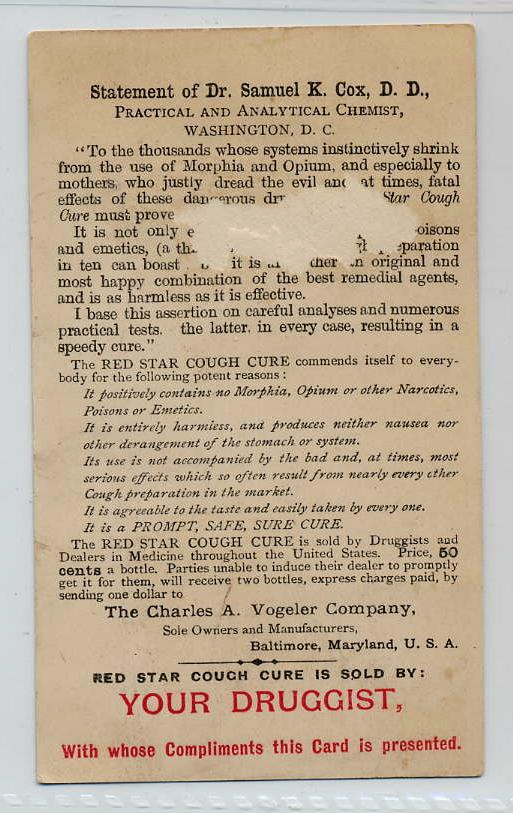 Statement of Dr. Samuel K. Cox, D. D.,
PRACTICAL AND ANALYTICAL CHEMIST,
WASHINGTON, D. C.
"To the thousands whose systems instinctively shrink
from the use of Morphia and Opium, and especially to
mothers, who justly dread the evil and at times, fatal
effects of these dangerous Star Cough
Cure must prove
It is not only
and emetics, (a
in ten can boast it is original and
most happy combination of the best remedial agents,
and is as harmless as it is effective.
I base this assertion on careful analyses and numerous
practical tests. the latter, in every case, resulting in a
speedy cure."
The RED STAR COUGH CURE commends itself to every-
body for the following potent reasons :
It positively contains no Morphia, Opium or other Narcotics,
Poisons or Emetics.
It is entirely harmless, and produces neither nausea nor
other derangement of the stomach or system.
Its use is not accompanied by the bad and, at times, most
serious effects which so often result from nearly every other
Cough preparation in the market.
It is agreeable to the taste and easily taken by every one.
It is a PROMPT, SAFE, SURE CURE.
The RED STAR COUGH CURE is sold by Druggists and
Dealers in Medicine throughout the United States. Price, 50
cents a bottle. Parties unable to induce their dealer to promptly
get it for them, will receive two bottles, express charges paid, by
sending one dollar to
The Charles A. Vogeler Company,
Sole Owners and Manufacturers,
Baltimore, Maryland, U. S. A.
RED STAR COUGH CURE IS SOLD BY:
YOUR DRUGGIST,
With whose Compliments this Card is presented.